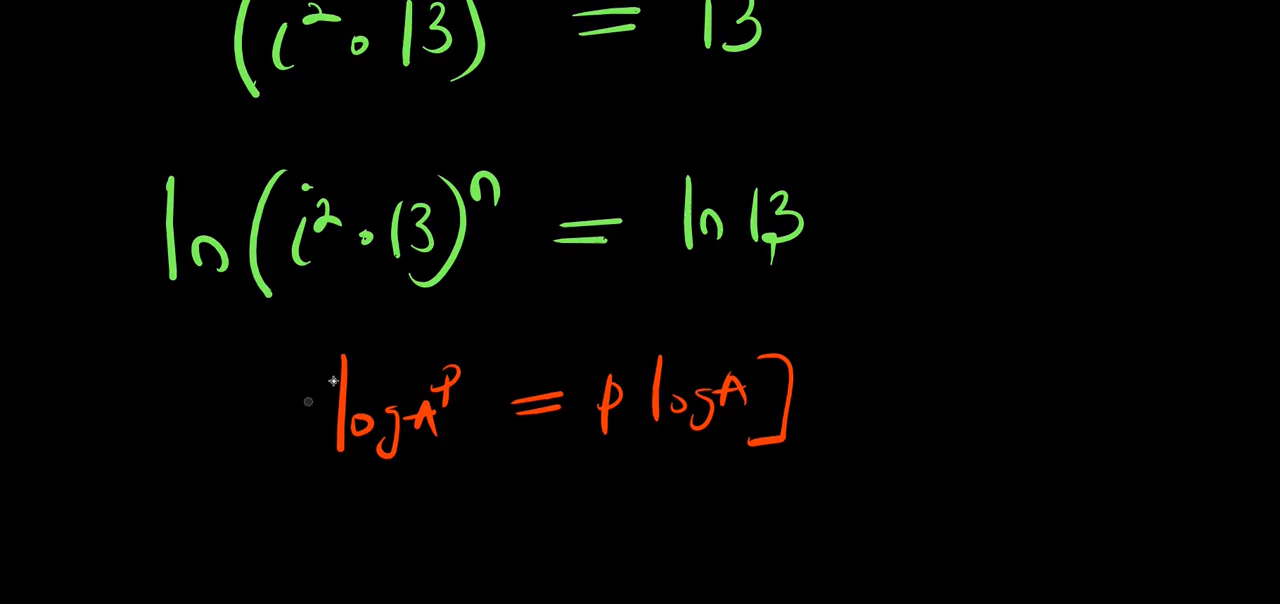 (i² · 13) = 13
ln(i² · 13)ⁿ = ln 13
log A^p = p log A]